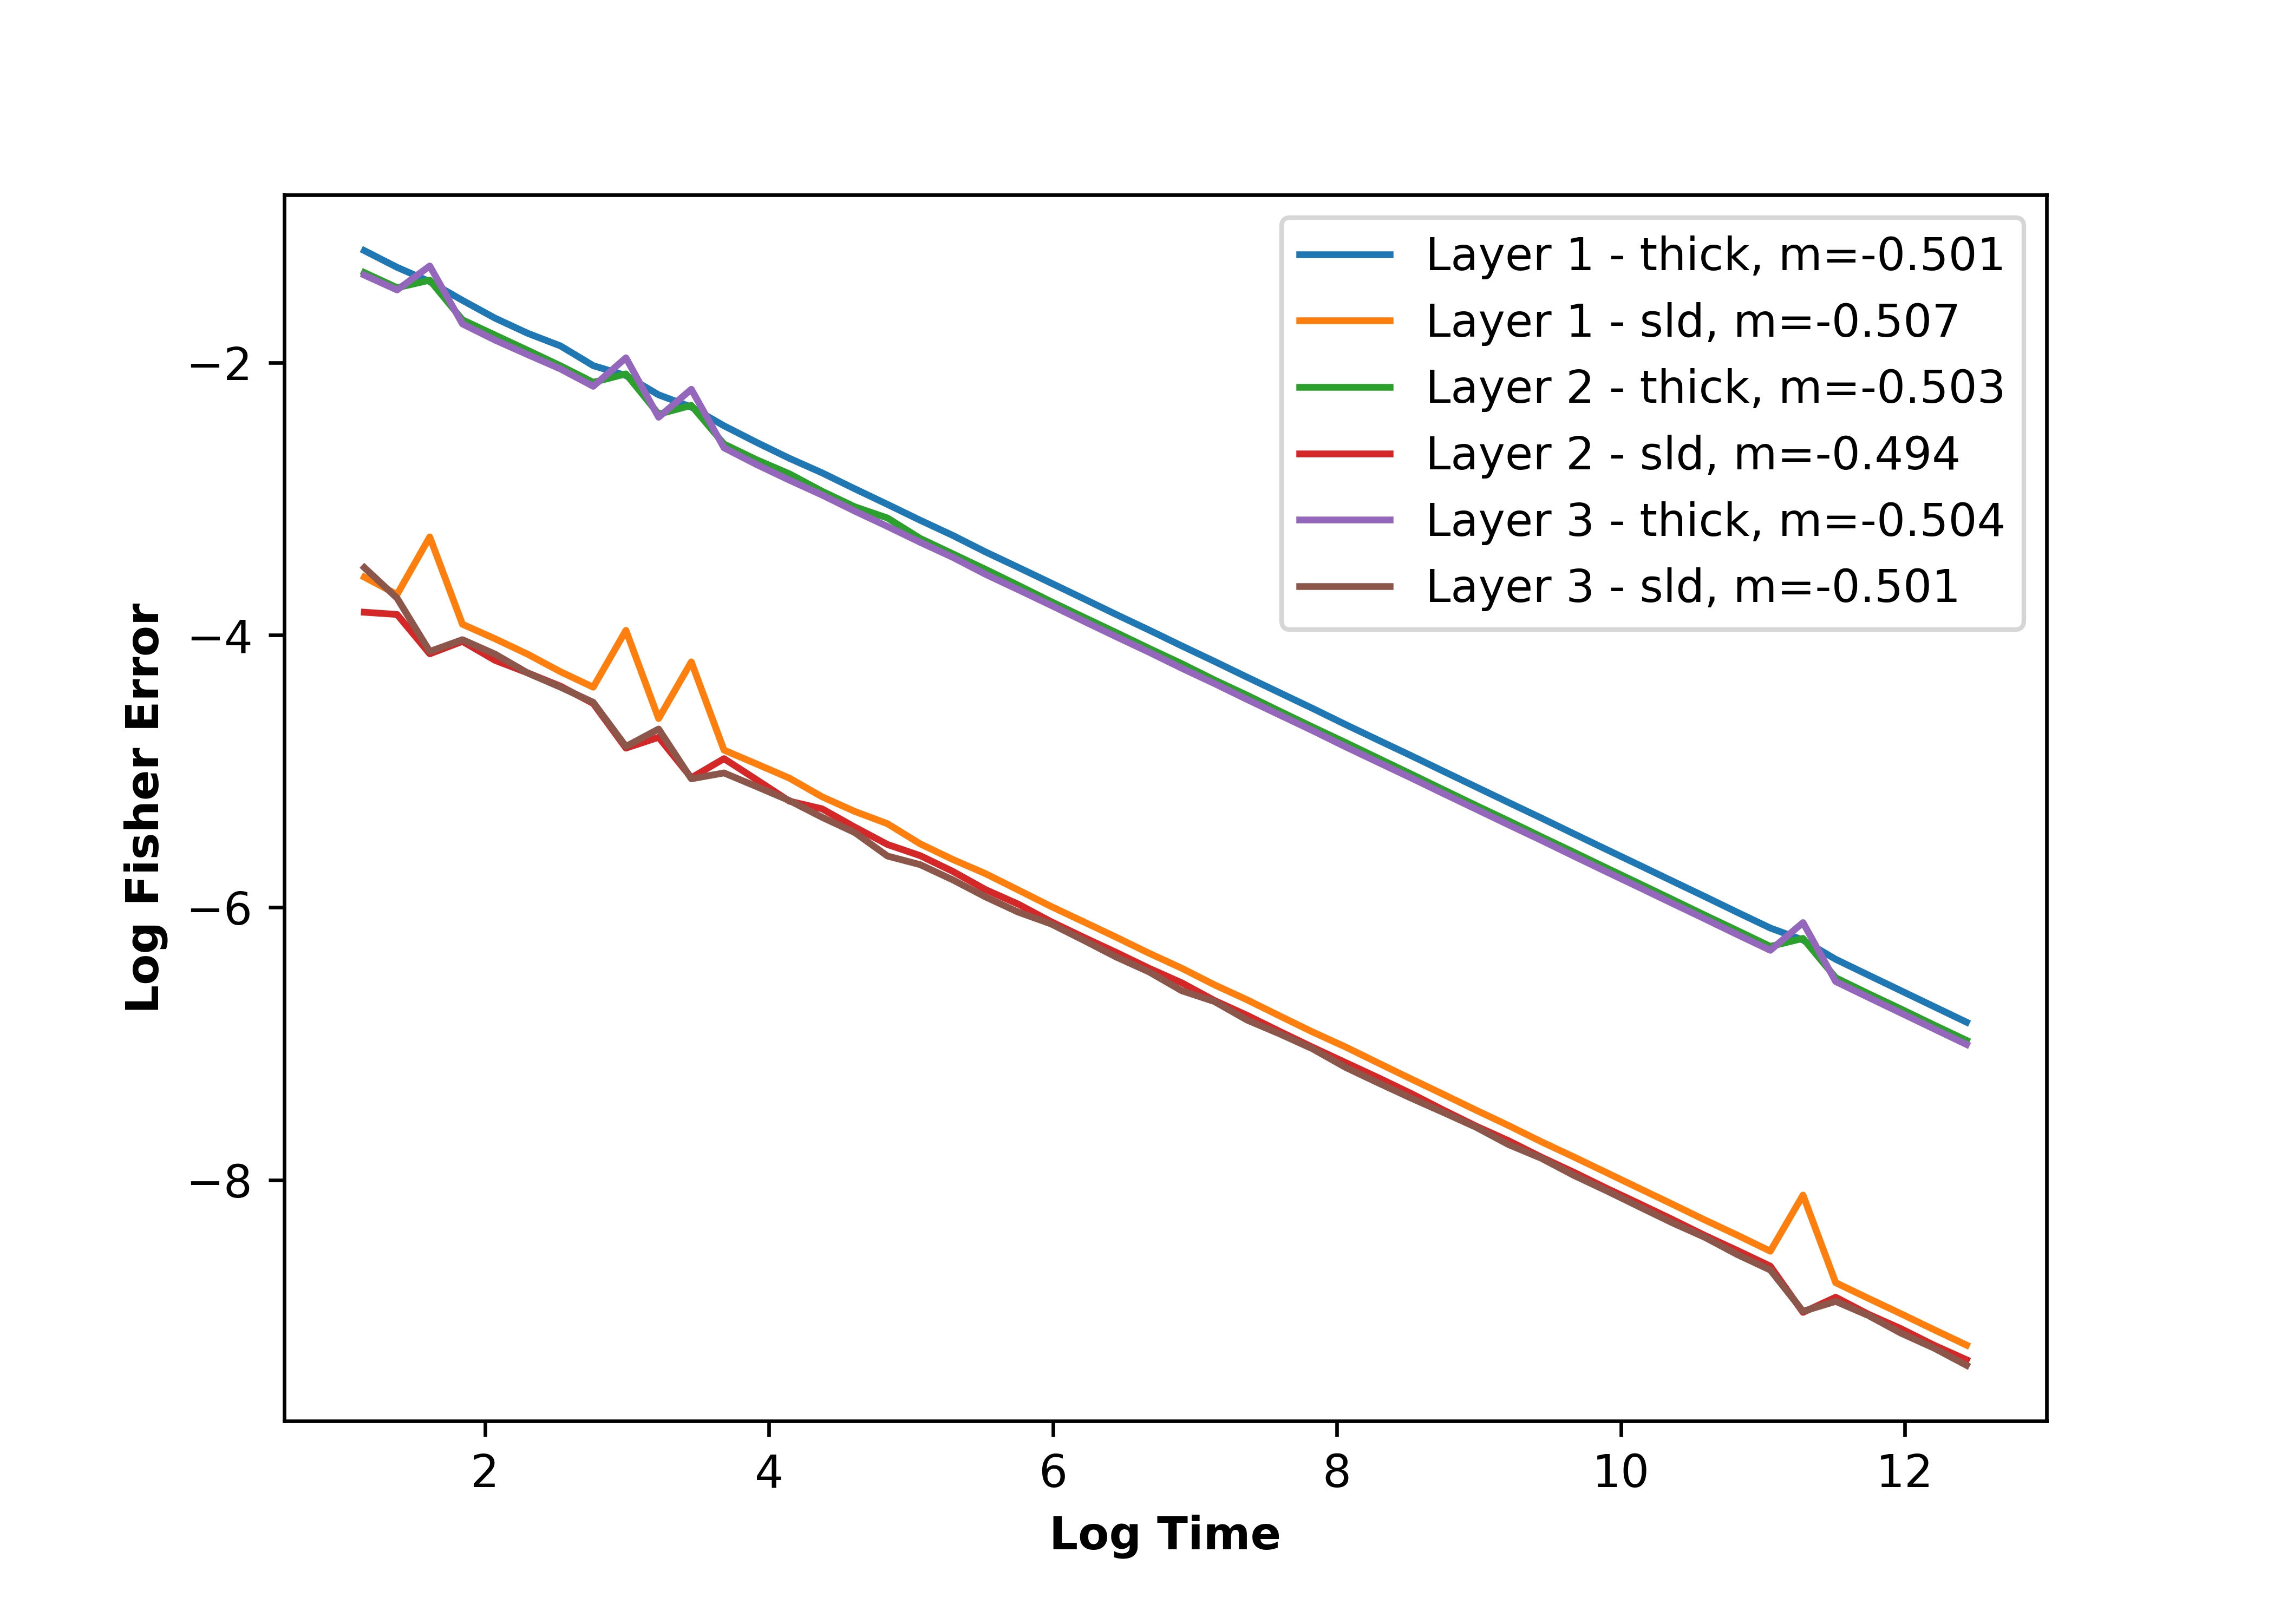 Layer 1 - thick, m=-0.501
Layer 1 - sld, m=-0.507
Layer 2 - thick, m=-0.503
Layer 2 - sld, m=-0.494
Layer 3 - thick, m=-0.504
Layer 3 - sld, m=-0.501
−2
−4
−6
−8
Log Fisher Error
2 4 6 8 10 12
Log Time